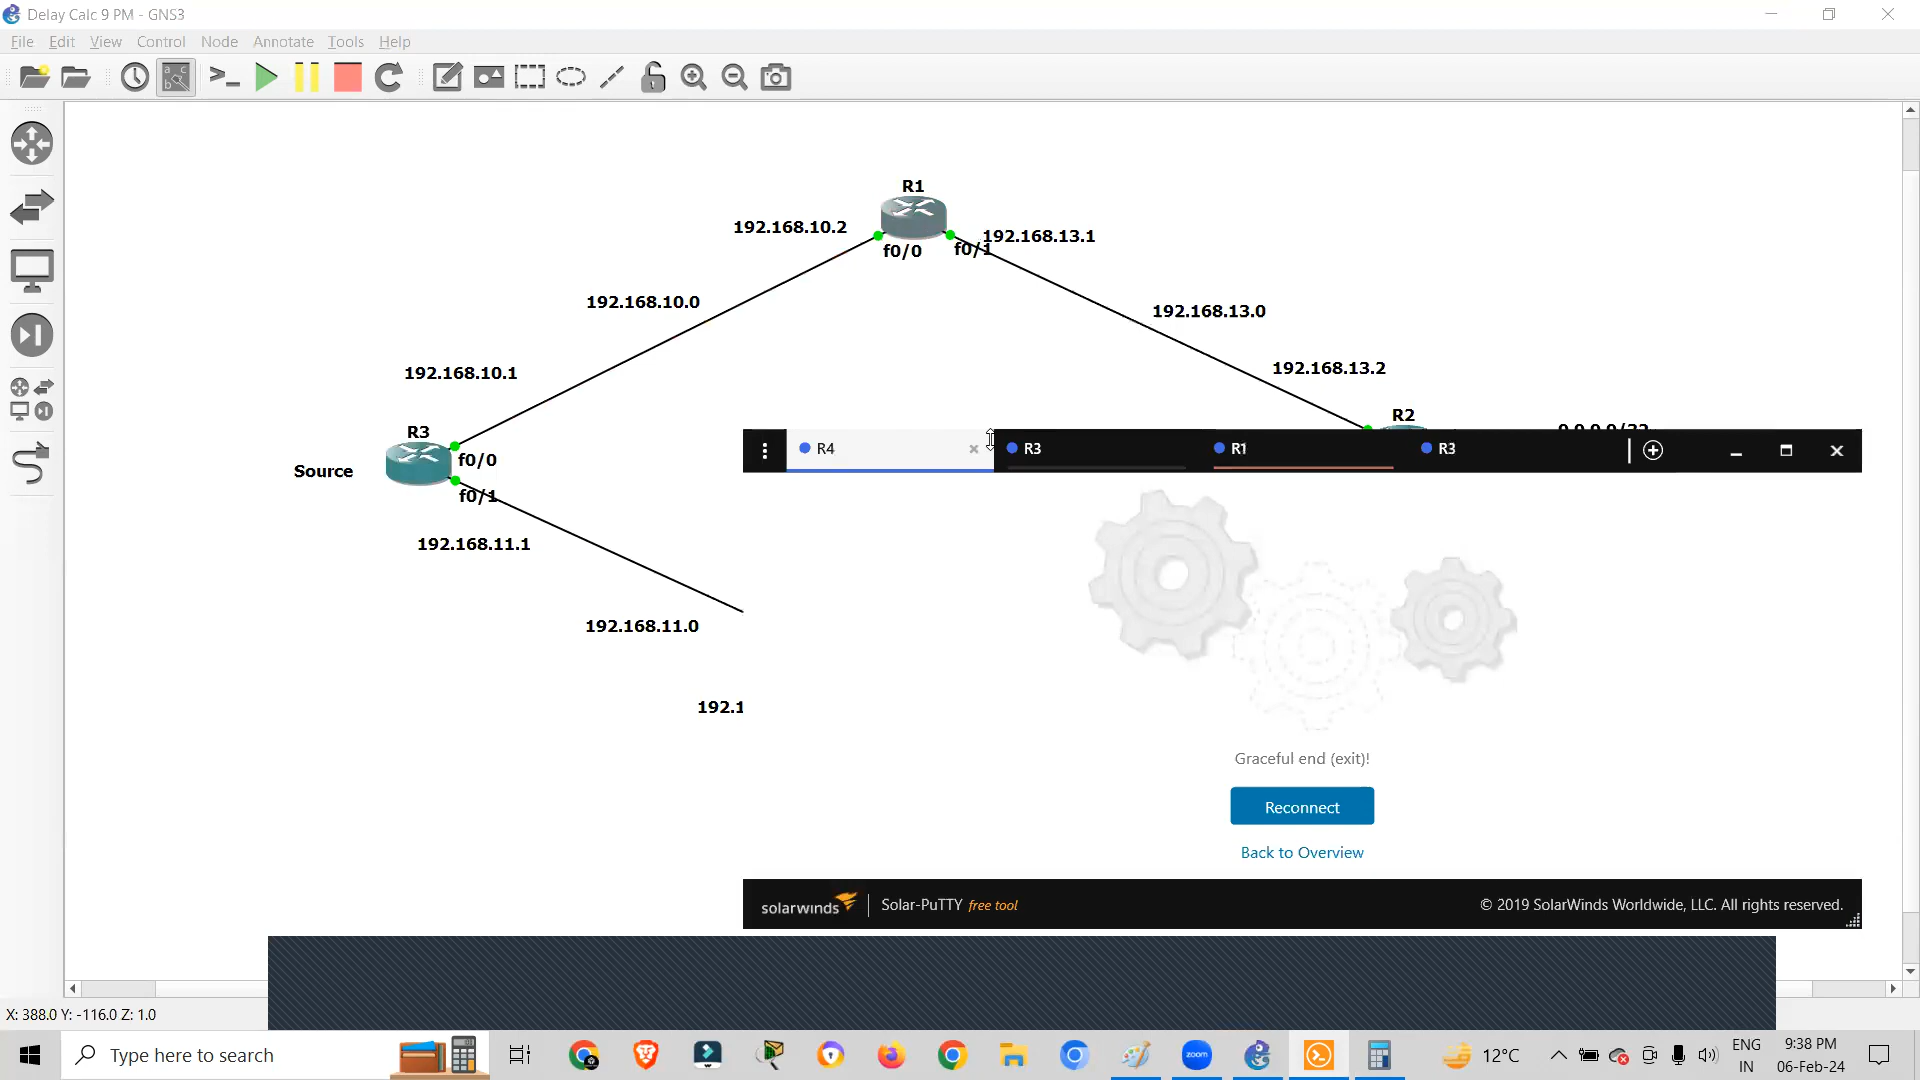 Delay Calc 9 PM - GNS3
File Edit View Control Node Annotate Tools Help
R1
192.168.10.2
192.168.13.1
f0/0
f0/1
192.168.10.0
192.168.13.0
192.168.10.1
192.168.13.2
R2
R3
f0/0
Source
f0/1
192.168.11.1
192.168.11.0
192.1
R4
R3
R1
R3
Graceful end (exit)!
Reconnect
Back to Overview
solarwinds
Solar-PuTTY free tool
© 2019 SolarWinds Worldwide, LLC. All rights reserved.
X: 388.0 Y: -116.0 Z: 1.0
Type here to search
zoom
12°C
ENG
IN
9:38 PM
06-Feb-24